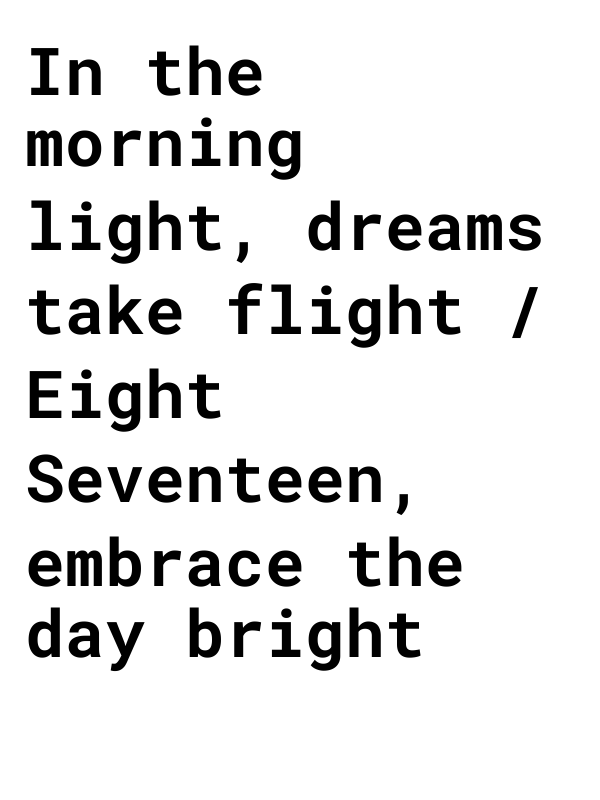 In the
morning
light, dreams
take flight /
Eight
Seventeen,
embrace the
day bright